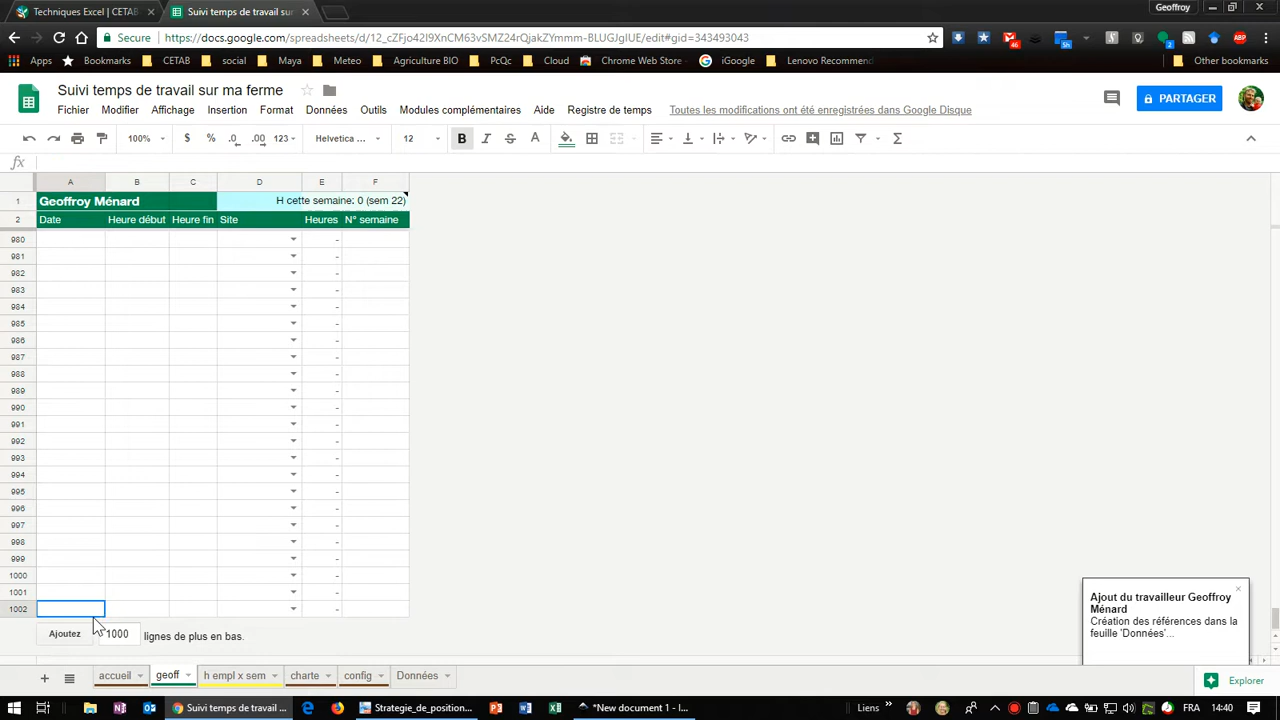 Techniques Excel | CETAB
Suivi temps de travail sur
Geoffroy
Secure
https://docs.google.com/spreadsheets/d/12_cZFjo42I9XnCM63vSMZ24rQjakZYmmm-BLUGJgIUE/edit#gid=343493043
Apps Bookmarks CETAB social Maya Meteo Agriculture BIO PcQc Cloud Chrome Web Store iGoogle Lenovo Recommend Other bookmarks
Suivi temps de travail sur ma ferme
Fichier Modifier Affichage Insertion Format Données Outils Modules complémentaires Aide Registre de temps Toutes les modifications ont été enregistrées dans Google Disque
PARTAGER
100% $ % .0 .00 123 Helvetica ... 12 B I S A
fx
A B C D E F
1 Geoffroy Ménard H cette semaine: 0 (sem 22)
2 Date Heure début Heure fin Site Heures N° semaine
980 -
981 -
982 -
983 -
984 -
985 -
986 -
987 -
988 -
989 -
990 -
991 -
992 -
993 -
994 -
995 -
996 -
997 -
998 -
999 -
1000 -
1001 -
1002 -
Ajoutez 1000 lignes de plus en bas.
Ajout du travailleur Geoffroy
Ménard
Création des références dans la
feuille 'Données'...
accueil geoff h empl x sem charte config Données
Explorer
Suivi temps de travail ... Strategie_de_position... *New document 1 - I... Liens » FRA 14:40